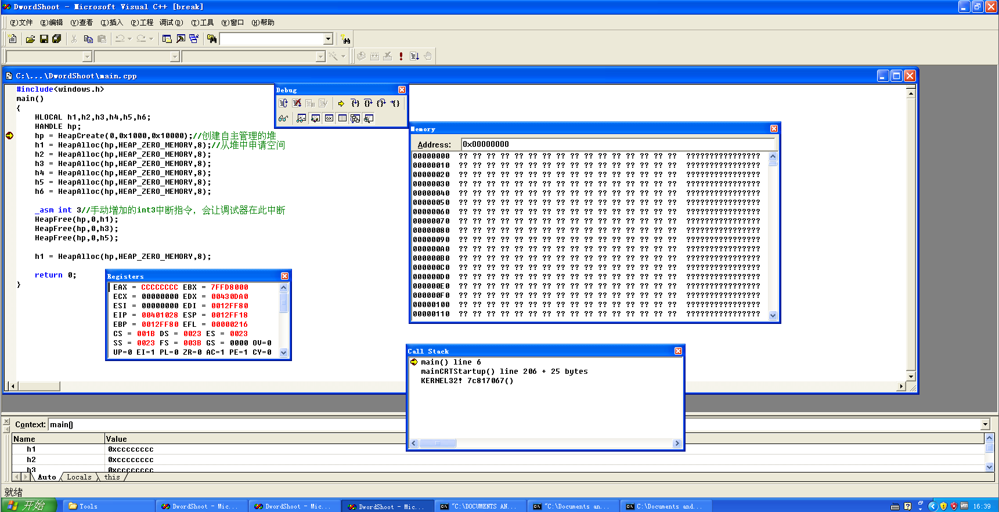 DwordShoot - Microsoft Visual C++ [break]
(F)文件 (E)编辑 (V)查看 (I)插入 (P)工程 调试(D) (T)工具 (W)窗口 (H)帮助
C:\...\DwordShoot\main.cpp
#include<windows.h>
main()
{
HLOCAL h1,h2,h3,h4,h5,h6;
HANDLE hp;
hp = HeapCreate(0,0x1000,0x10000);//创建自主管理的堆
h1 = HeapAlloc(hp,HEAP_ZERO_MEMORY,8);//从堆中申请空间
h2 = HeapAlloc(hp,HEAP_ZERO_MEMORY,8);
h3 = HeapAlloc(hp,HEAP_ZERO_MEMORY,8);
h4 = HeapAlloc(hp,HEAP_ZERO_MEMORY,8);
h5 = HeapAlloc(hp,HEAP_ZERO_MEMORY,8);
h6 = HeapAlloc(hp,HEAP_ZERO_MEMORY,8);
_asm int 3//手动增加的int3中断指令，会让调试器在此中断
HeapFree(hp,0,h1);
HeapFree(hp,0,h3);
HeapFree(hp,0,h5);
h1 = HeapAlloc(hp,HEAP_ZERO_MEMORY,8);
return 0;
}
Debug
Memory
Address: 0x00000000
00000000 ?? ?? ?? ?? ?? ?? ?? ?? ?? ?? ?? ?? ?? ?? ?? ?? ????????????????
00000010 ?? ?? ?? ?? ?? ?? ?? ?? ?? ?? ?? ?? ?? ?? ?? ?? ????????????????
00000020 ?? ?? ?? ?? ?? ?? ?? ?? ?? ?? ?? ?? ?? ?? ?? ?? ????????????????
00000030 ?? ?? ?? ?? ?? ?? ?? ?? ?? ?? ?? ?? ?? ?? ?? ?? ????????????????
00000040 ?? ?? ?? ?? ?? ?? ?? ?? ?? ?? ?? ?? ?? ?? ?? ?? ????????????????
00000050 ?? ?? ?? ?? ?? ?? ?? ?? ?? ?? ?? ?? ?? ?? ?? ?? ????????????????
00000060 ?? ?? ?? ?? ?? ?? ?? ?? ?? ?? ?? ?? ?? ?? ?? ?? ????????????????
00000070 ?? ?? ?? ?? ?? ?? ?? ?? ?? ?? ?? ?? ?? ?? ?? ?? ????????????????
00000080 ?? ?? ?? ?? ?? ?? ?? ?? ?? ?? ?? ?? ?? ?? ?? ?? ????????????????
00000090 ?? ?? ?? ?? ?? ?? ?? ?? ?? ?? ?? ?? ?? ?? ?? ?? ????????????????
000000A0 ?? ?? ?? ?? ?? ?? ?? ?? ?? ?? ?? ?? ?? ?? ?? ?? ????????????????
000000B0 ?? ?? ?? ?? ?? ?? ?? ?? ?? ?? ?? ?? ?? ?? ?? ?? ????????????????
000000C0 ?? ?? ?? ?? ?? ?? ?? ?? ?? ?? ?? ?? ?? ?? ?? ?? ????????????????
000000D0 ?? ?? ?? ?? ?? ?? ?? ?? ?? ?? ?? ?? ?? ?? ?? ?? ????????????????
000000E0 ?? ?? ?? ?? ?? ?? ?? ?? ?? ?? ?? ?? ?? ?? ?? ?? ????????????????
000000F0 ?? ?? ?? ?? ?? ?? ?? ?? ?? ?? ?? ?? ?? ?? ?? ?? ????????????????
00000100 ?? ?? ?? ?? ?? ?? ?? ?? ?? ?? ?? ?? ?? ?? ?? ?? ????????????????
00000110 ?? ?? ?? ?? ?? ?? ?? ?? ?? ?? ?? ?? ?? ?? ?? ?? ????????????????
Registers
EAX = CCCCCCCC EBX = 7FFD8000
ECX = 00000000 EDX = 00430DA0
ESI = 00000000 EDI = 0012FF80
EIP = 00401028 ESP = 0012FF18
EBP = 0012FF80 EFL = 00000216
CS = 001B DS = 0023 ES = 0023
SS = 0023 FS = 003B GS = 0000 OV=0
UP=0 EI=1 PL=0 ZR=0 AC=1 PE=1 CY=0
Call Stack
main() line 6
mainCRTStartup() line 206 + 25 bytes
KERNEL32! 7c817067()
Context: main()
Name Value
h1 0xcccccccc
h2 0xcccccccc
h3 0xcccccccc
Auto Locals this
就绪
开始 Tools DwordShoot - Mic... DwordShoot - Mic... DwordShoot - Mic... "C:\DOCUMENTS AN... "C:\Documents an... C:\Documents and... 16:39